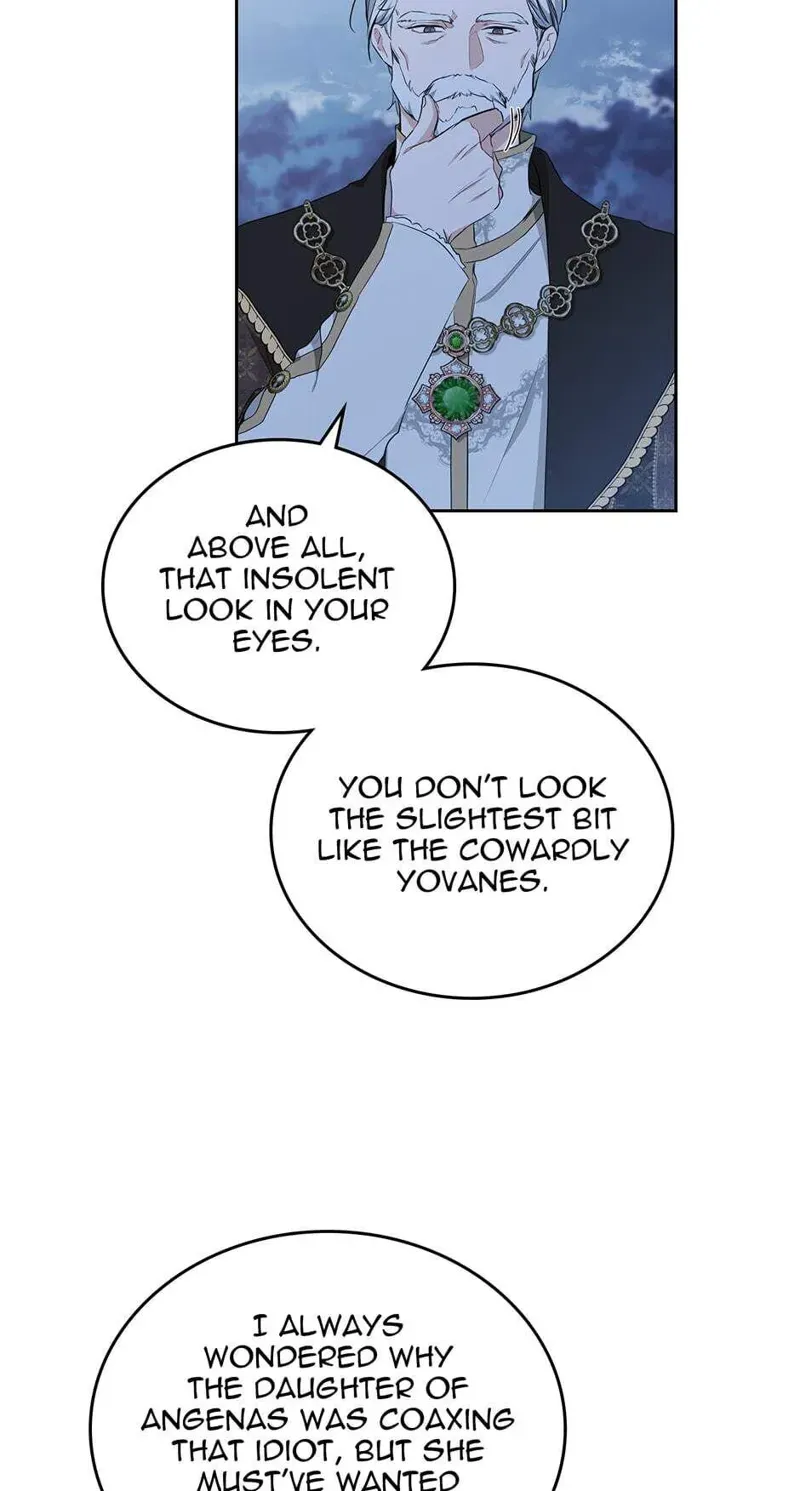 AND
ABOVE ALL,
THAT INSOLENT
LOOK IN YOUR
EYES.
YOU DON'T LOOK
THE SLIGHTEST BIT
LIKE THE COWARDLY
YOVANES.
I ALWAYS
WONDERED WHY
THE DAUGHTER OF
ANGENAS WAS COAXING
THAT IDIOT, BUT SHE
MUST'VE WANTED